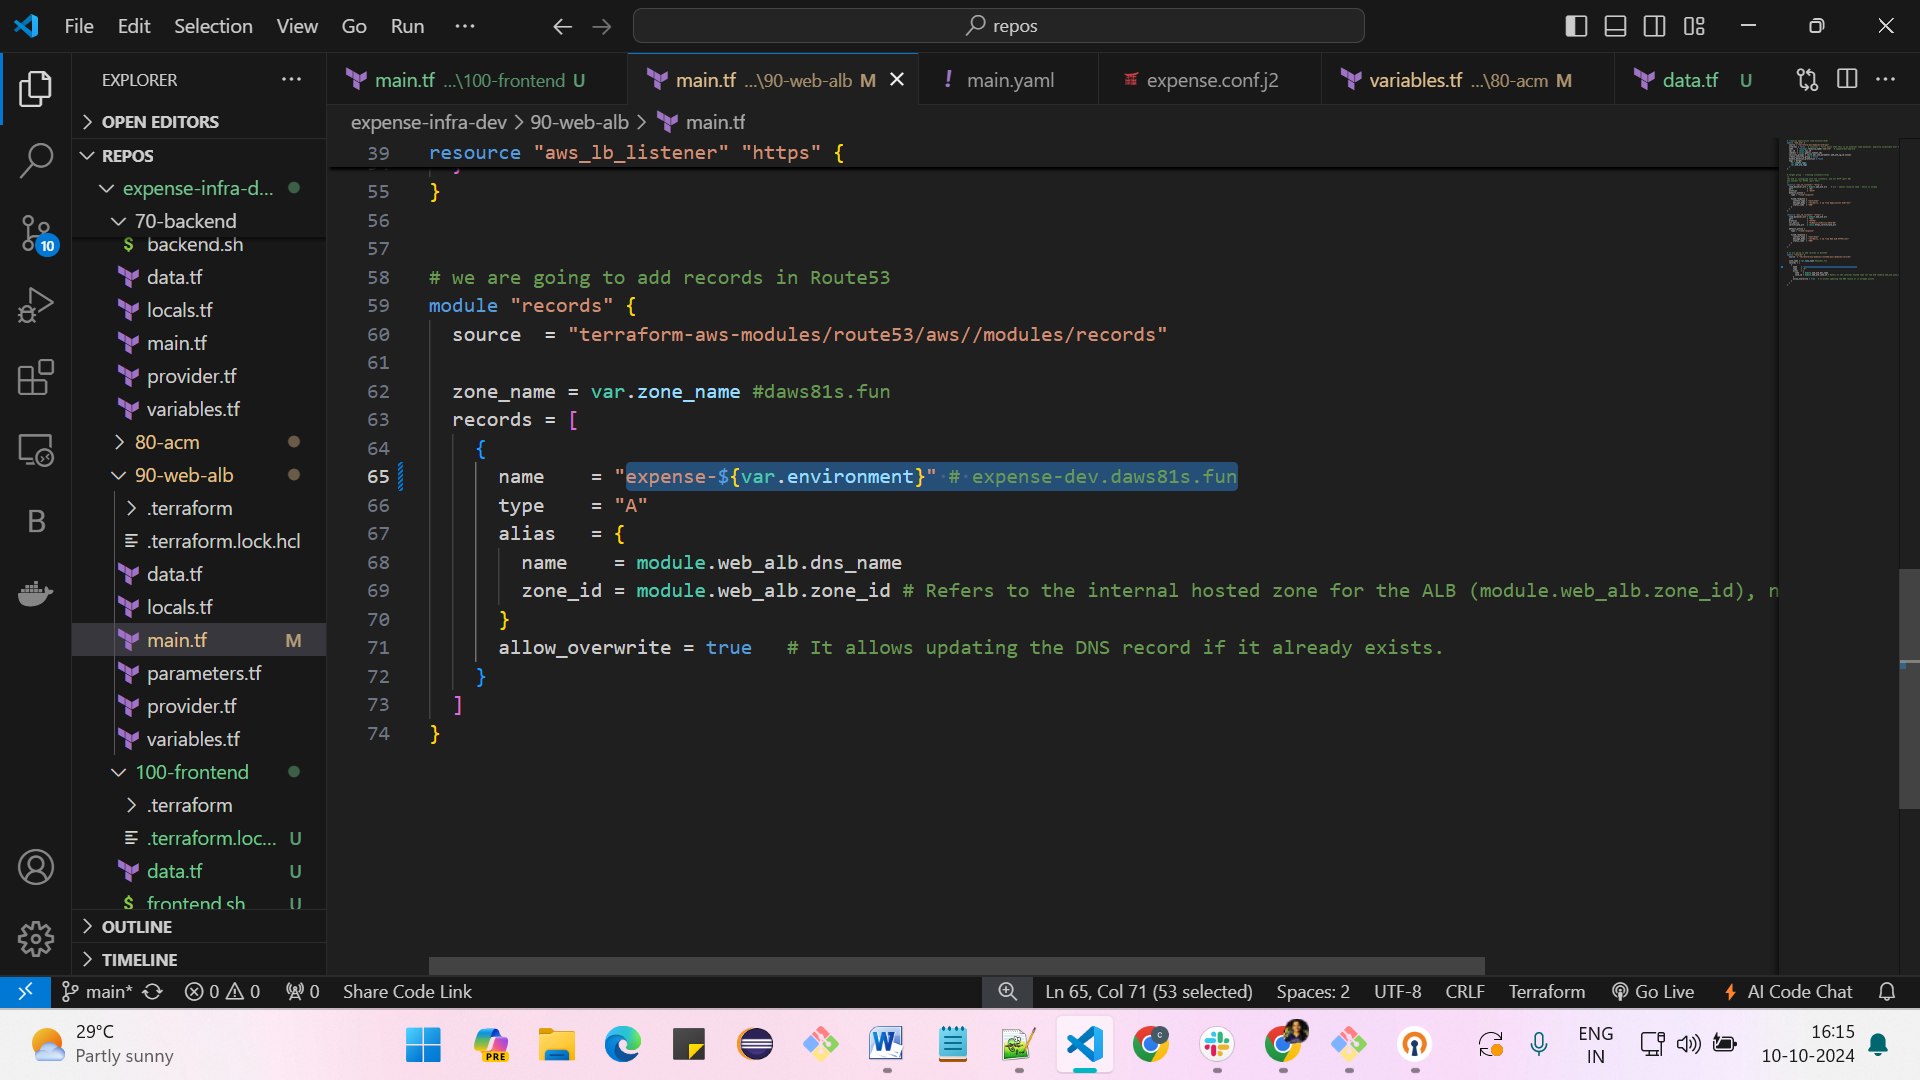 File Edit Selection View Go Run ···
repos
EXPLORER ···
OPEN EDITORS
REPOS
expense-infra-d...
70-backend
$ backend.sh
data.tf
locals.tf
main.tf
provider.tf
variables.tf
80-acm
90-web-alb
.terraform
.terraform.lock.hcl
data.tf
locals.tf
main.tf M
parameters.tf
provider.tf
variables.tf
100-frontend
.terraform
.terraform.loc... U
data.tf U
$ frontend.sh U
OUTLINE
TIMELINE
10
B
main.tf ...\100-frontend U
main.tf ...\90-web-alb M
! main.yaml
expense.conf.j2
variables.tf ...\80-acm M
data.tf U
expense-infra-dev > 90-web-alb > main.tf
39 resource "aws_lb_listener" "https" {
55 }
56
57
58 # we are going to add records in Route53
59 module "records" {
60 source = "terraform-aws-modules/route53/aws//modules/records"
61
62 zone_name = var.zone_name #daws81s.fun
63 records = [
64 {
65 name = "expense-${var.environment}" # expense-dev.daws81s.fun
66 type = "A"
67 alias = {
68 name = module.web_alb.dns_name
69 zone_id = module.web_alb.zone_id # Refers to the internal hosted zone for the ALB (module.web_alb.zone_id), n
70 }
71 allow_overwrite = true # It allows updating the DNS record if it already exists.
72 }
73 ]
74 }
main* 0 0 0 Share Code Link
Ln 65, Col 71 (53 selected) Spaces: 2 UTF-8 CRLF Terraform Go Live AI Code Chat
29°C
Partly sunny
PRE
C
ENG
IN
16:15
10-10-2024